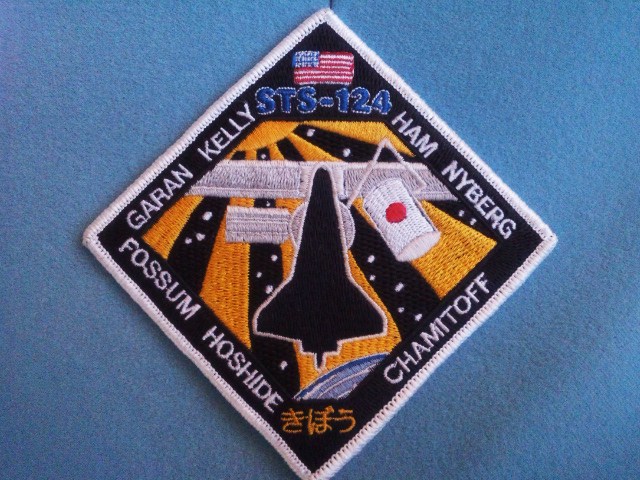 STS-124
GARAN KELLY
HAM NYBERG
FOSSUM HOSHIDE
CHAMITOFF
きぼう